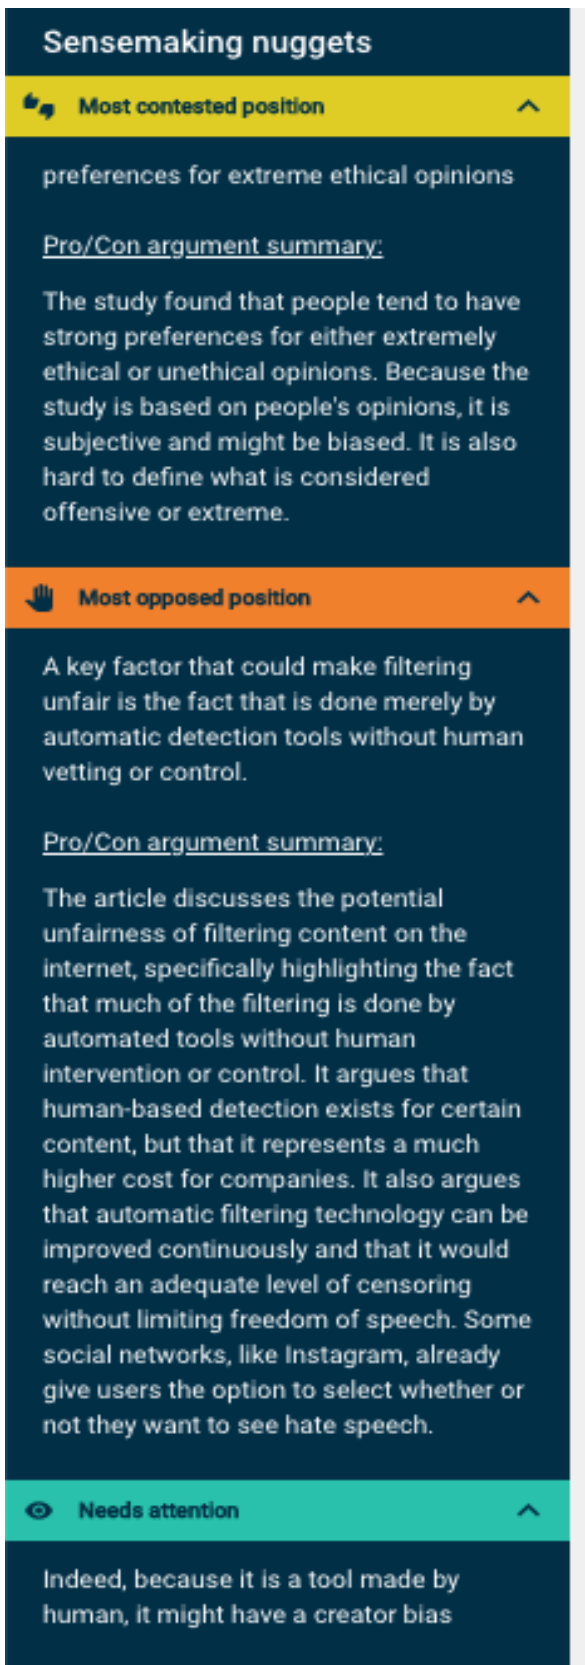 Sensemaking nuggets
Most contested position
preferences for extreme ethical opinions
Pro/Con argument summary:
The study found that people tend to have
strong preferences for either extremely
ethical or unethical opinions. Because the
study is based on people's opinions, it is
subjective and might be biased. It is also
hard to define what is considered
offensive or extreme.
Most opposed position
A key factor that could make filtering
unfair is the fact that is done merely by
automatic detection tools without human
vetting or control.
Pro/Con argument summary:
The article discusses the potential
unfairness of filtering content on the
internet, specifically highlighting the fact
that much of the filtering is done by
automated tools without human
intervention or control. It argues that
human-based detection exists for certain
content, but that it represents a much
higher cost for companies. It also argues
that automatic filtering technology can be
improved continuously and that it would
reach an adequate level of censoring
without limiting freedom of speech. Some
social networks, like Instagram, already
give users the option to select whether or
not they want to see hate speech.
Needs attention
Indeed, because it is a tool made by
human, it might have a creator bias